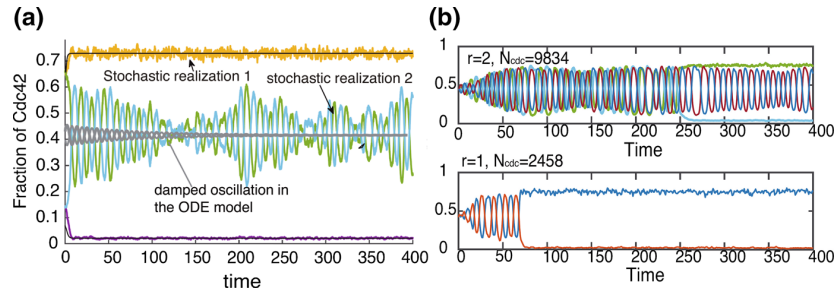 (a)
0.7
0.6
0.5
0.4
0.3
0.2
0.1
0
Fraction of Cdc42
Stochastic realization 1
stochastic realization 2
damped oscillation in
the ODE model
0 50 100 150 200 250 300 350 400
time
(b)
1
0.5
0
r=2, Ncdc=9834
0 50 100 150 200 250 300 350 400
Time
r=1, Ncdc=2458
1
0.5
0
0 50 100 150 200 250 300 350 400
Time